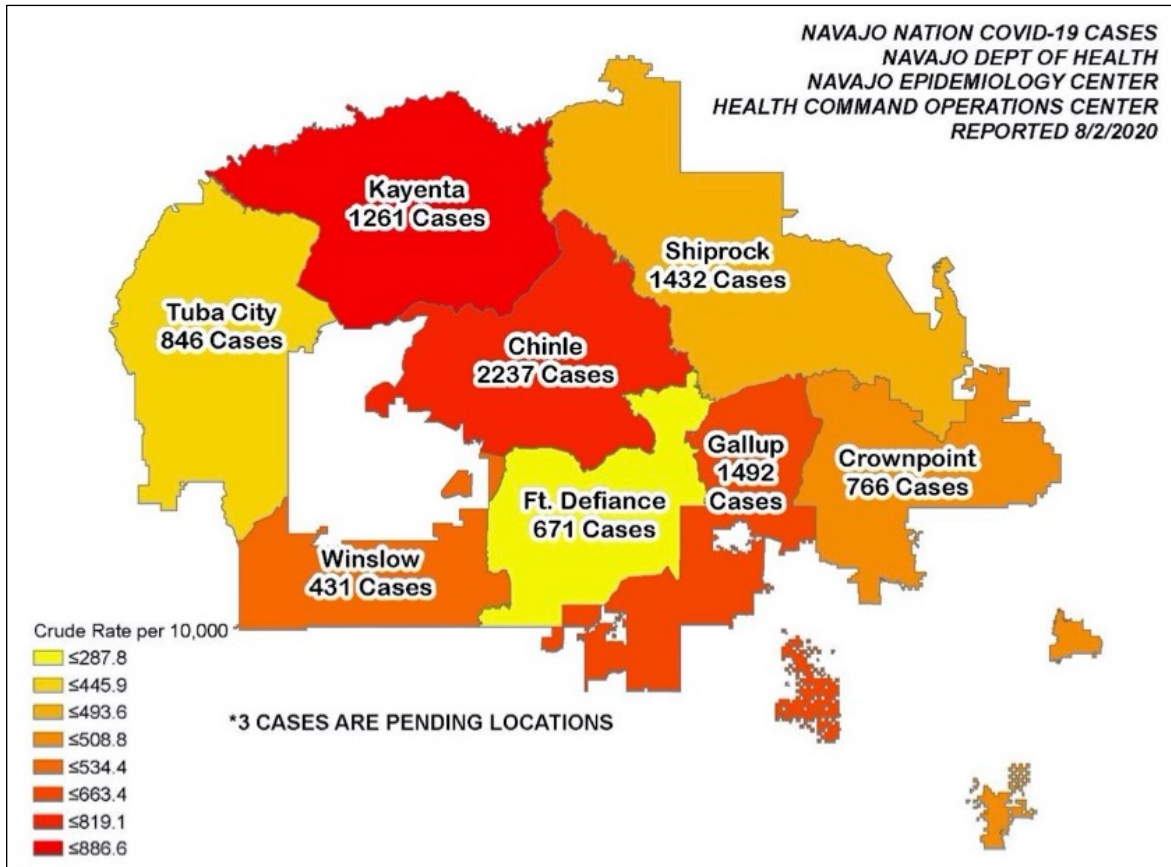 NAVAJO NATION COVID-19 CASES
NAVAJO DEPT OF HEALTH
NAVAJO EPIDEMIOLOGY CENTER
HEALTH COMMAND OPERATIONS CENTER
REPORTED 8/2/2020
Kayenta
1261 Cases
Shiprock
1432 Cases
Tuba City
846 Cases
Chinle
2237 Cases
Gallup
1492
Cases
Crownpoint
766 Cases
Ft. Defiance
671 Cases
Winslow
431 Cases
Crude Rate per 10,000
≤287.8
≤445.9
≤493.6
≤508.8
≤534.4
≤663.4
≤819.1
≤886.6
*3 CASES ARE PENDING LOCATIONS